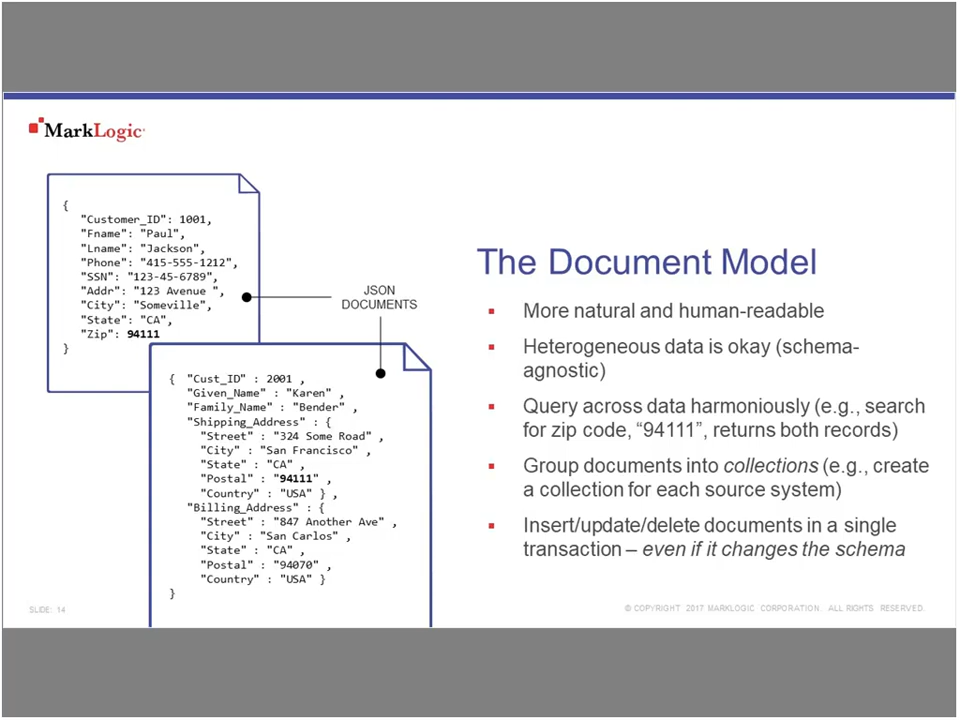 MarkLogic
{
"Customer_ID": 1001,
"Fname": "Paul",
"Lname": "Jackson",
"Phone": "415-555-1212",
"SSN": "123-45-6789",
"Addr": "123 Avenue ",
"City": "Someville",
"State": "CA",
"Zip": 94111
}
JSON
DOCUMENTS
{ "Cust_ID" : 2001 ,
"Given_Name" : "Karen" ,
"Family_Name" : "Bender" ,
"Shipping_Address" : {
"Street" : "324 Some Road" ,
"City" : "San Francisco" ,
"State" : "CA" ,
"Postal" : "94111" ,
"Country" : "USA" } ,
"Billing_Address" : {
"Street" : "847 Another Ave" ,
"City" : "San Carlos" ,
"State" : "CA" ,
"Postal" : "94070" ,
"Country" : "USA" }
}
The Document Model
▪ More natural and human-readable
▪ Heterogeneous data is okay (schema-
agnostic)
▪ Query across data harmoniously (e.g., search
for zip code, “94111”, returns both records)
▪ Group documents into collections (e.g., create
a collection for each source system)
▪ Insert/update/delete documents in a single
transaction – even if it changes the schema
SLIDE: 14
© COPYRIGHT 2017 MARKLOGIC CORPORATION. ALL RIGHTS RESERVED.